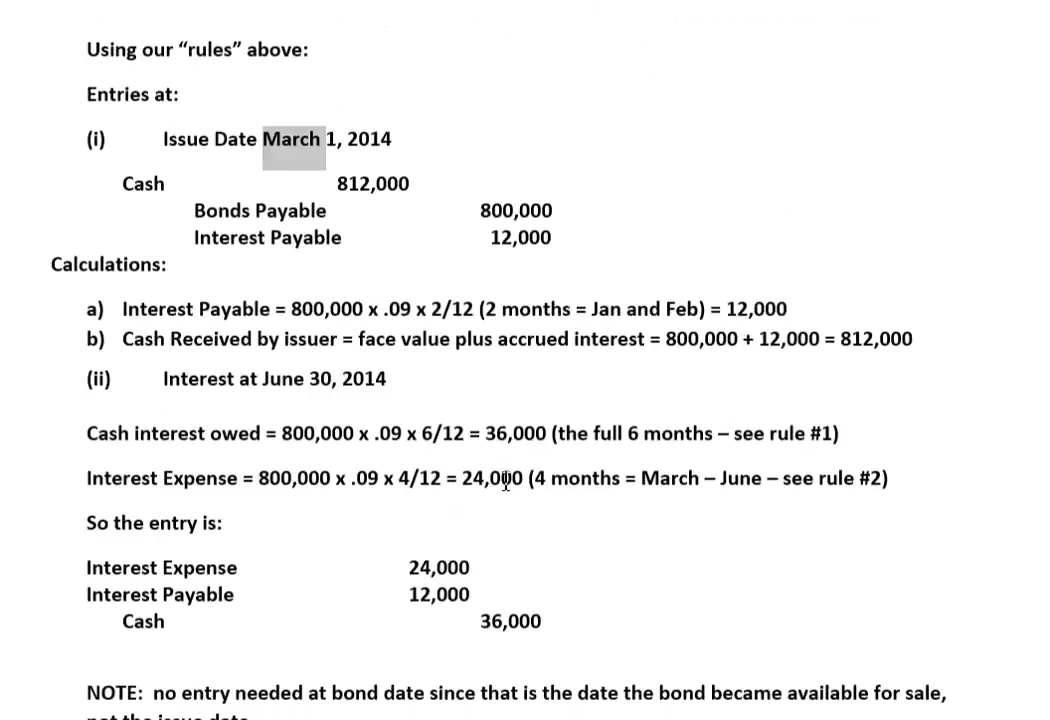 Using our “rules” above:
Entries at:
(i) Issue Date March 1, 2014
Cash 812,000
Bonds Payable 800,000
Interest Payable 12,000
Calculations:
a) Interest Payable = 800,000 x .09 x 2/12 (2 months = Jan and Feb) = 12,000
b) Cash Received by issuer = face value plus accrued interest = 800,000 + 12,000 = 812,000
(ii) Interest at June 30, 2014
Cash interest owed = 800,000 x .09 x 6/12 = 36,000 (the full 6 months – see rule #1)
Interest Expense = 800,000 x .09 x 4/12 = 24,000 (4 months = March – June – see rule #2)
So the entry is:
Interest Expense 24,000
Interest Payable 12,000
Cash 36,000
NOTE: no entry needed at bond date since that is the date the bond became available for sale,
not the issue date